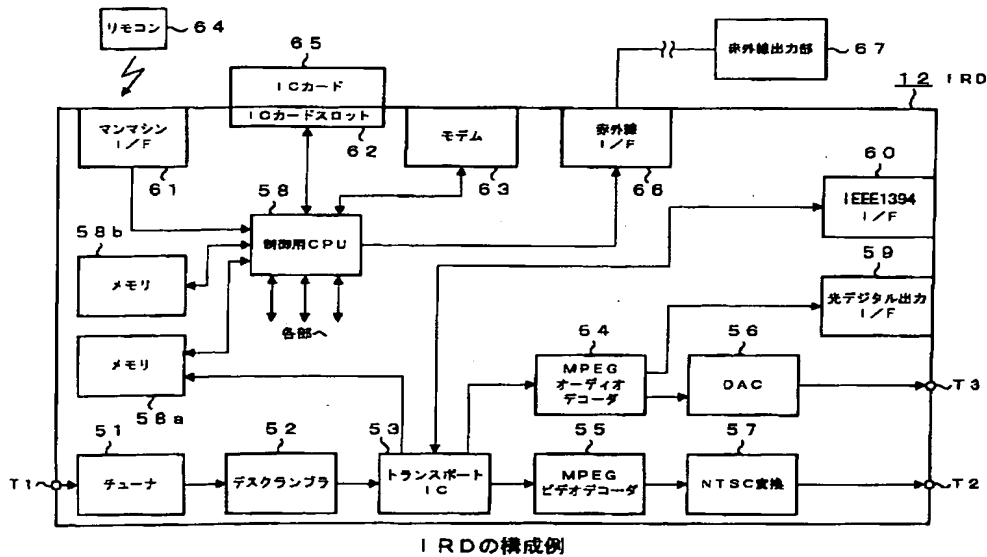 リモコン
64
65
ICカード
ICカードスロット
62
赤外線出力部
67
12 IRD
マンマシン
I/F
61
モデム
63
赤外線
I/F
66
60
IEEE1394
I/F
58
制御用CPU
各部へ
58b
メモリ
メモリ
58a
59
光デジタル出力
I/F
54
MPEG
オーディオ
デコーダ
56
DAC
T3
51
チューナ
T1
52
デスクランブラ
53
トランスポート
IC
55
MPEG
ビデオデコーダ
57
NTSC変換
T2
IRDの構成例